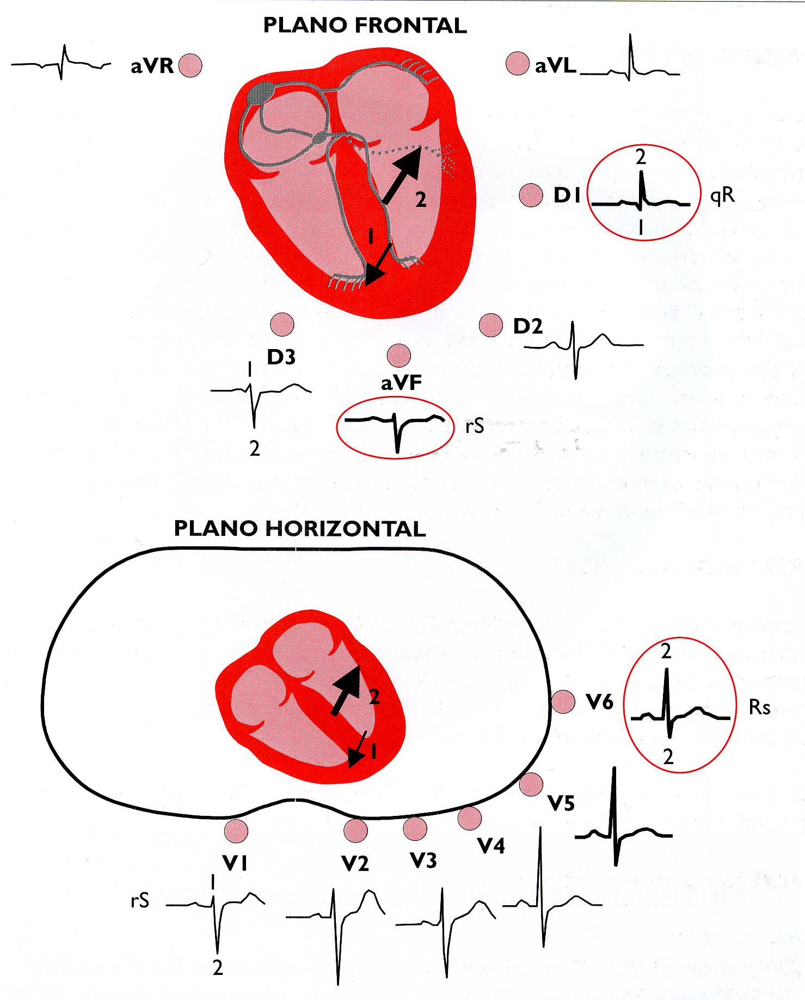 PLANO FRONTAL
aVR
aVL
2
D1
qR
1
2
1
D2
D3
1
aVF
rS
2
PLANO HORIZONTAL
2
V6
Rs
2
2
1
V5
V4
V1
V2
V3
1
rS
2